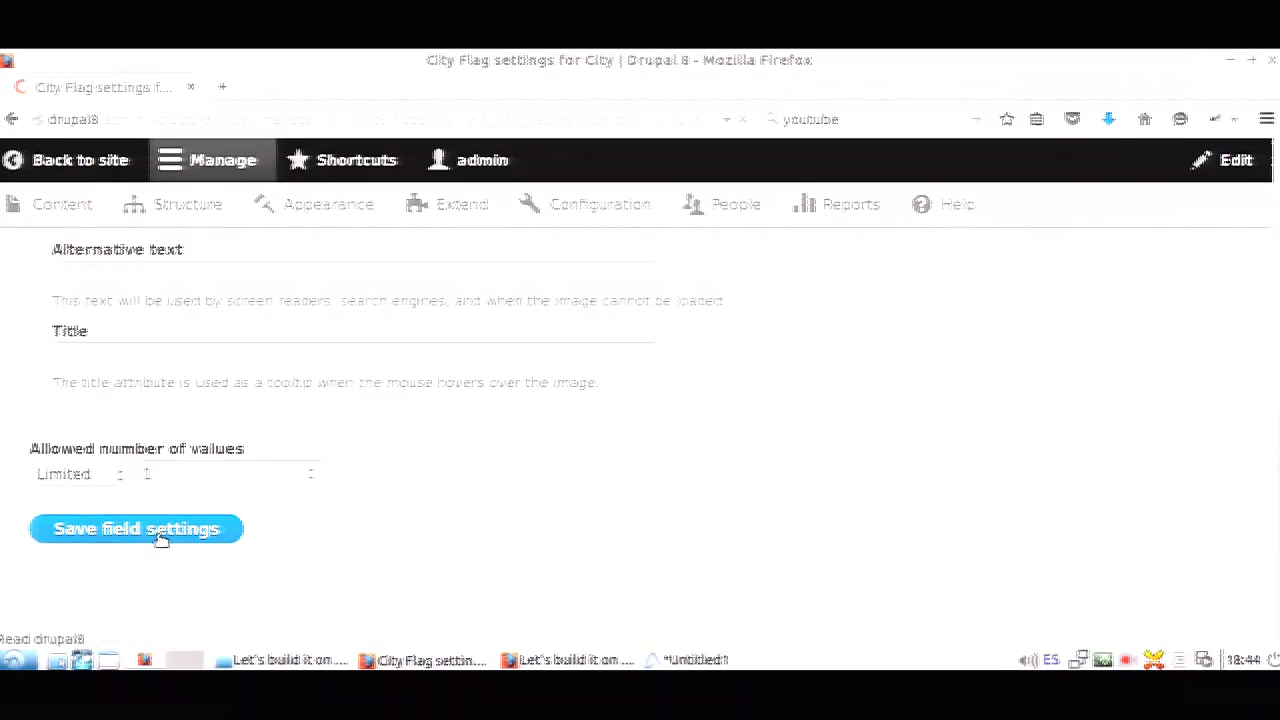 City Flag settings for City | Drupal 8 - Mozilla Firefox
City Flag settings f...
drupal8
youtube
Back to site
Manage
Shortcuts
admin
Edit
Content
Structure
Appearance
Extend
Configuration
People
Reports
Help
Alternative text
This text will be used by screen readers, search engines, and when the image cannot be loaded
Title
The title attribute is used as a tooltip when the mouse hovers over the image.
Allowed number of values
Limited 1
Save field settings
Read drupal8
Let's build it on....
City Flag settin....
Let's build it on....
*Untitled1
ES
18:44